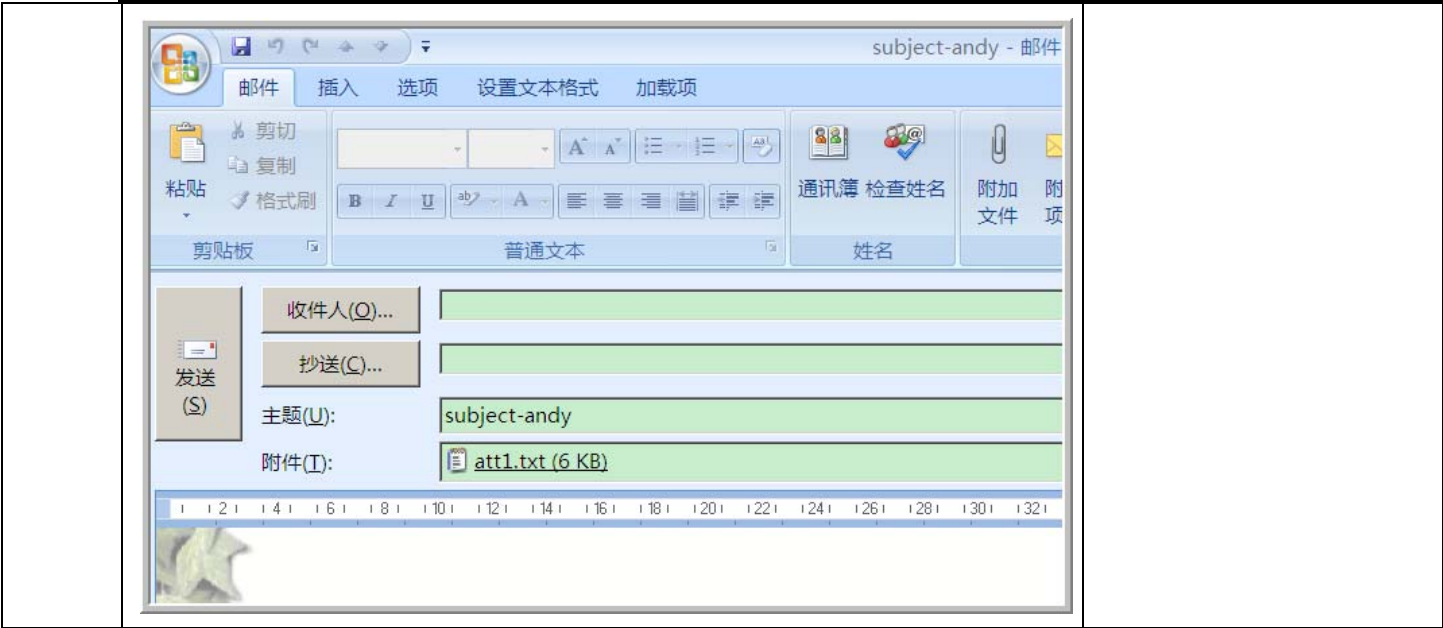 subject-andy - 邮件
邮件 插入 选项 设置文本格式 加载项
剪切
复制
粘贴
格式刷
B I U ab A
通讯簿 检查姓名
附加
文件
附
项
剪贴板 普通文本 姓名
收件人(O)...
抄送(C)...
发送
(S)
主题(U): subject-andy
附件(T): att1.txt (6 KB)
2 4 6 8 10 12 14 16 18 20 22 24 26 28 30 32